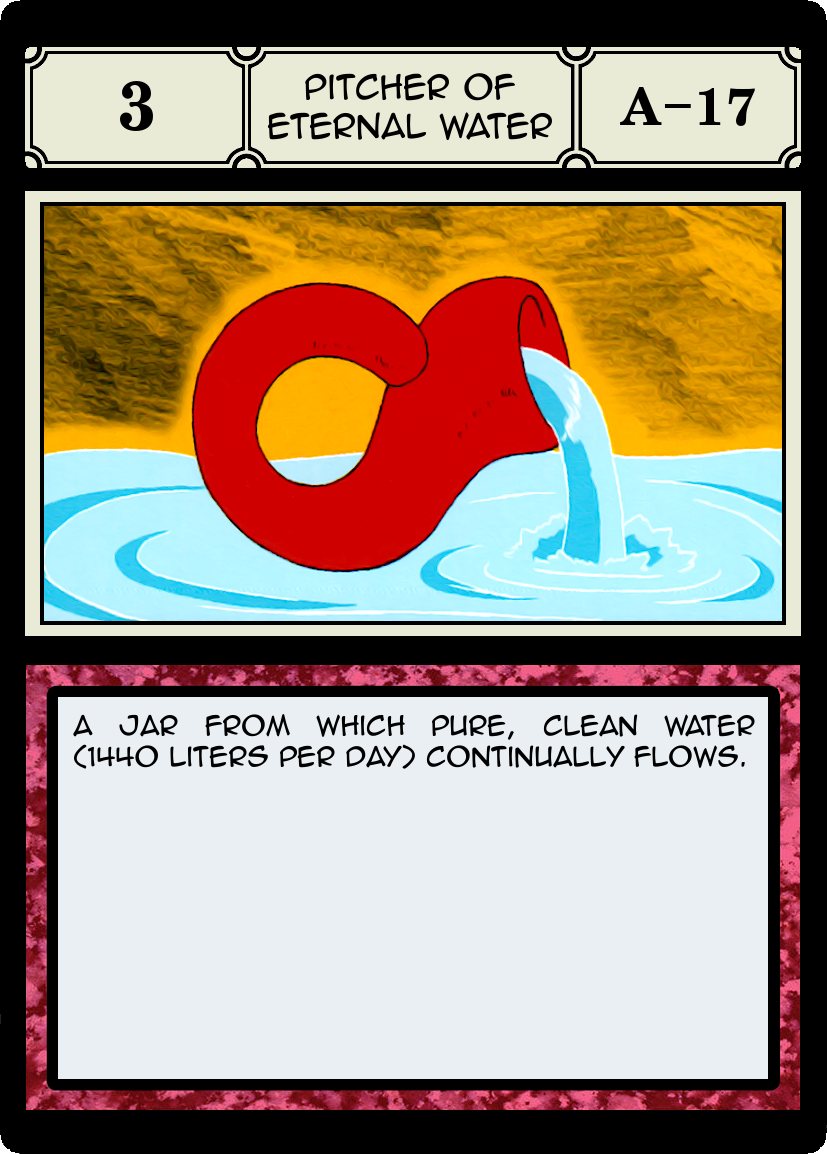 3
PITCHER OF
ETERNAL WATER
A-17
A JAR FROM WHICH PURE, CLEAN WATER
(1440 LITERS PER DAY) CONTINUALLY FLOWS.